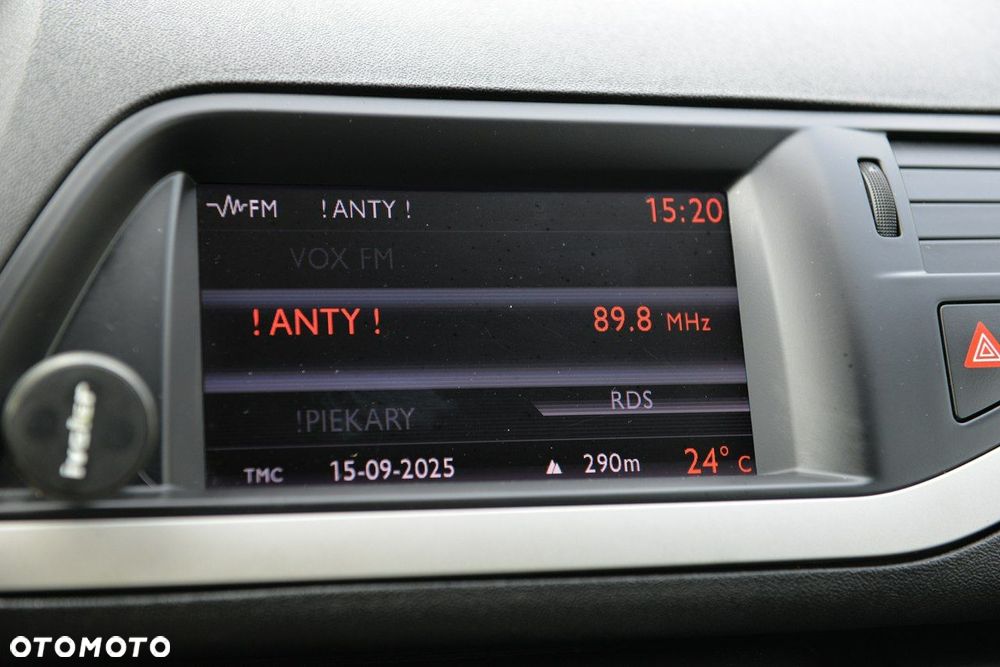 FM !ANTY! 15:20
VOX FM
!ANTY! 89.8 MHz
!PIEKARY RDS
TMC 15-09-2025 290m 24° C
baseus
OTOMOTO